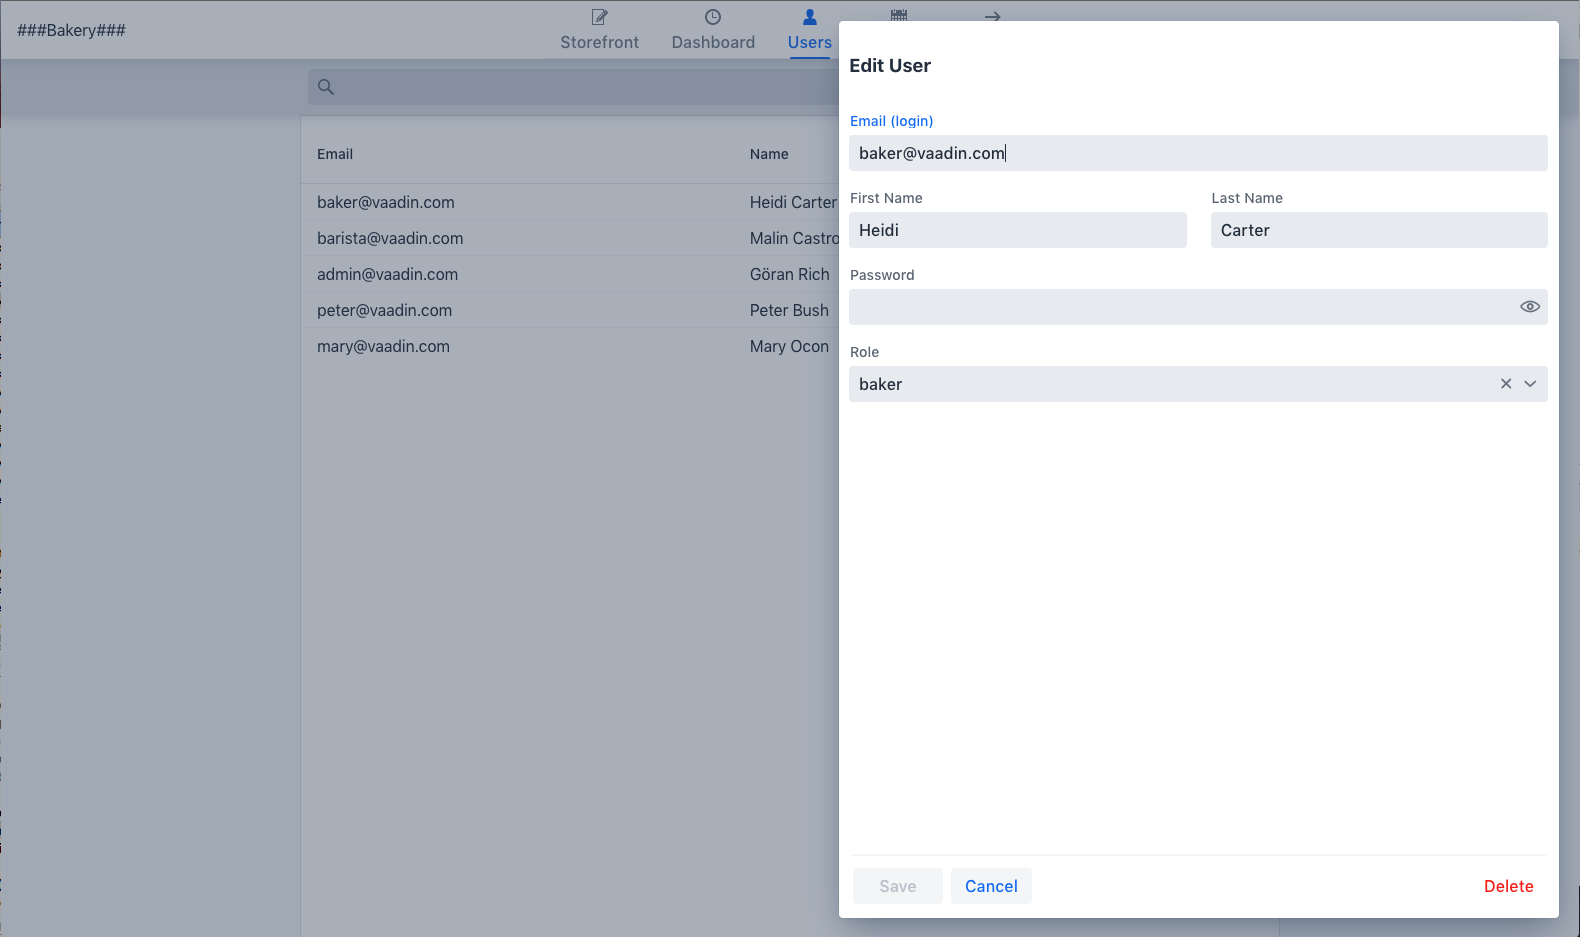 ###Bakery###
Storefront
Dashboard
Users
Email
Name
baker@vaadin.com
Heidi Carter
barista@vaadin.com
Malin Castro
admin@vaadin.com
Göran Rich
peter@vaadin.com
Peter Bush
mary@vaadin.com
Mary Ocon
Edit User
Email (login)
baker@vaadin.com
First Name
Last Name
Heidi
Carter
Password
Role
baker
Save
Cancel
Delete